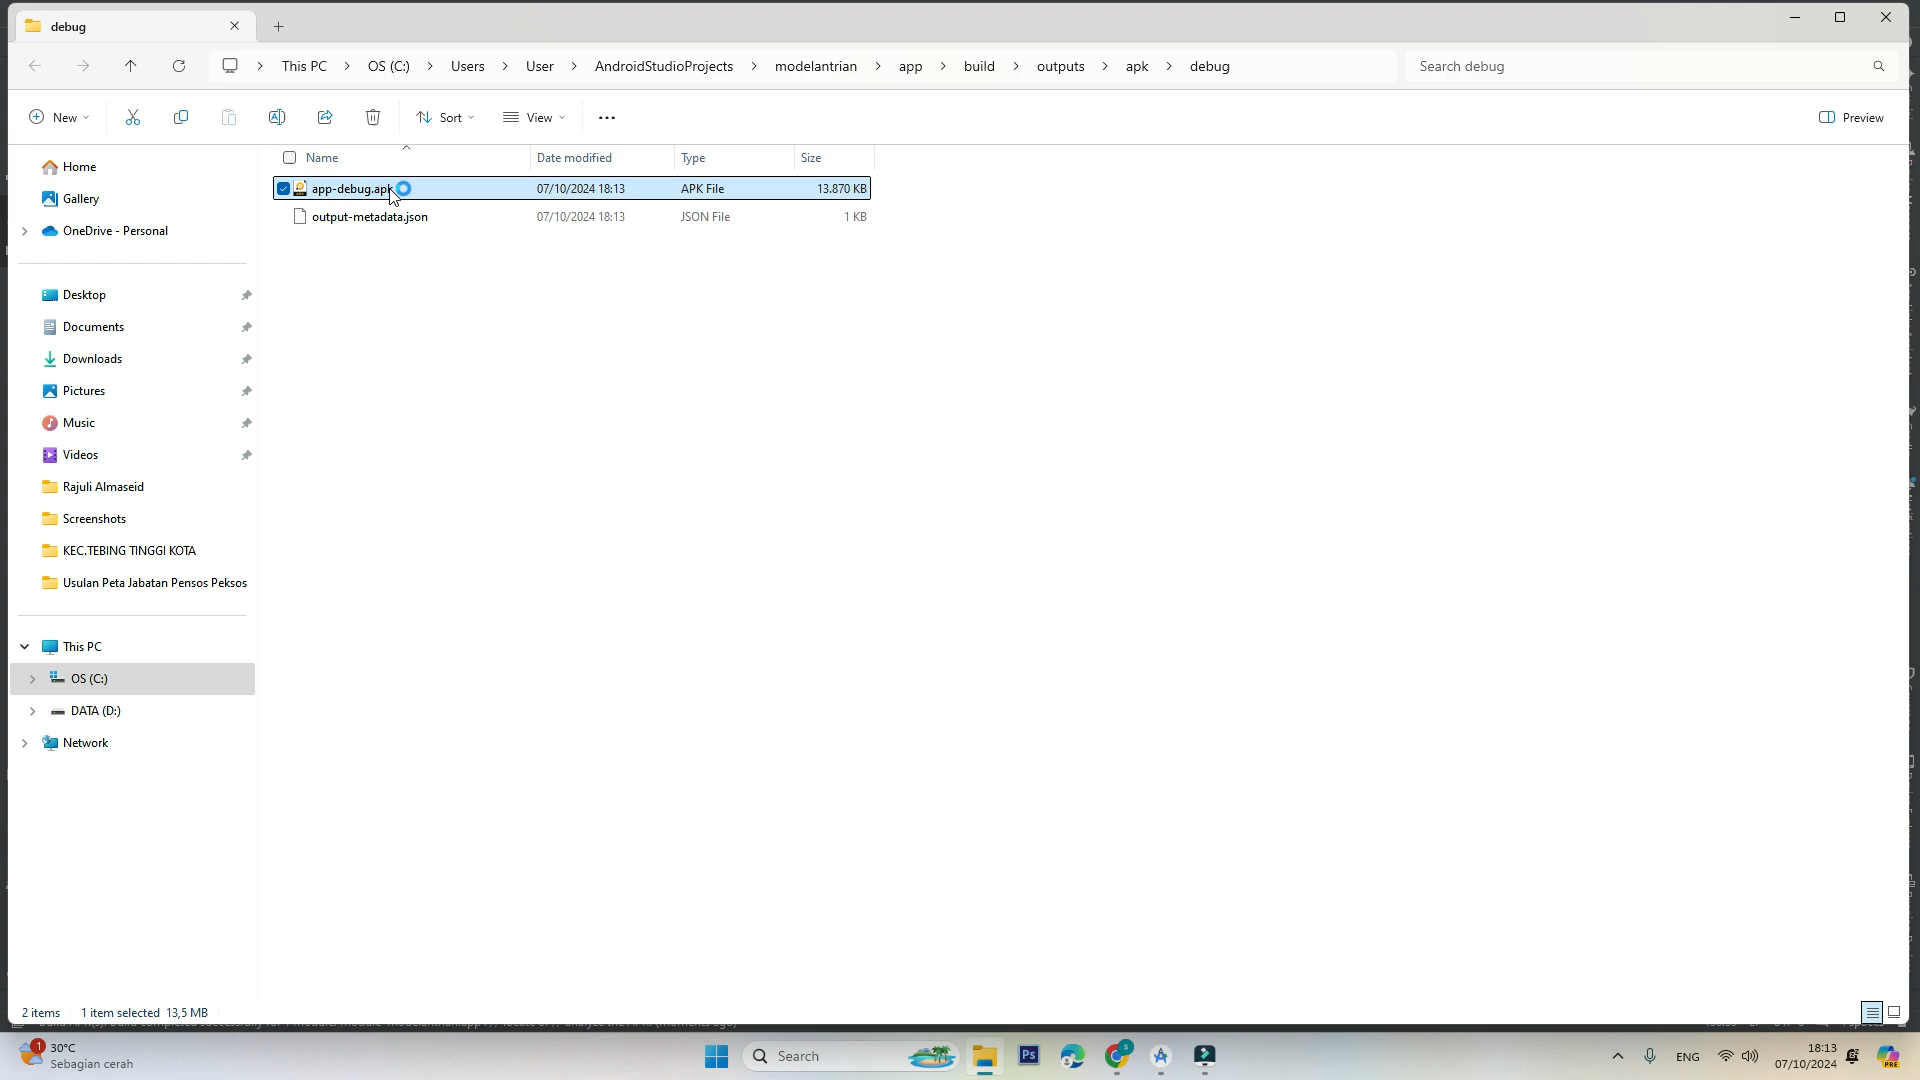 debug
This PC > OS (C:) > Users > User > AndroidStudioProjects > modelantrian > app > build > outputs > apk > debug
Search debug
New
Sort
View
Preview
Home
Gallery
OneDrive - Personal
Desktop
Documents
Downloads
Pictures
Music
Videos
Rajuli Almaseid
Screenshots
KEC.TEBING TINGGI KOTA
Usulan Peta Jabatan Pensos Peksos
This PC
OS (C:)
DATA (D:)
Network
Name Date modified Type Size
app-debug.apk 07/10/2024 18:13 APK File 13.870 KB
output-metadata.json 07/10/2024 18:13 JSON File 1 KB
2 items 1 item selected 13,5 MB
1
30°C
Sebagian cerah
Search
Ps
S
ENG
18:13
07/10/2024
PRE